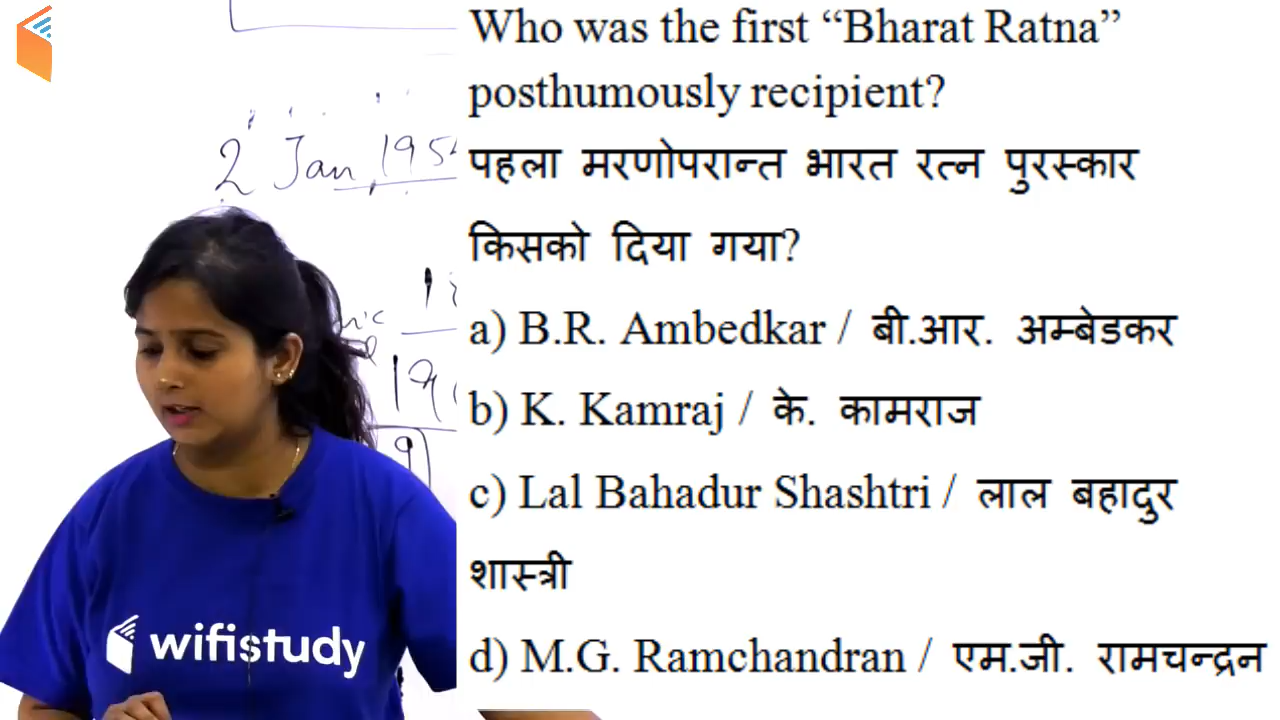 Who was the first “Bharat Ratna”
posthumously recipient?
पहला मरणोपरान्त भारत रत्न पुरस्कार
किसको दिया गया?
a) B.R. Ambedkar / बी.आर. अम्बेडकर
b) K. Kamraj / के. कामराज
c) Lal Bahadur Shashtri / लाल बहादुर
शास्त्री
d) M.G. Ramchandran / एम.जी. रामचन्द्रन
2 Jan, 195
wifistudy